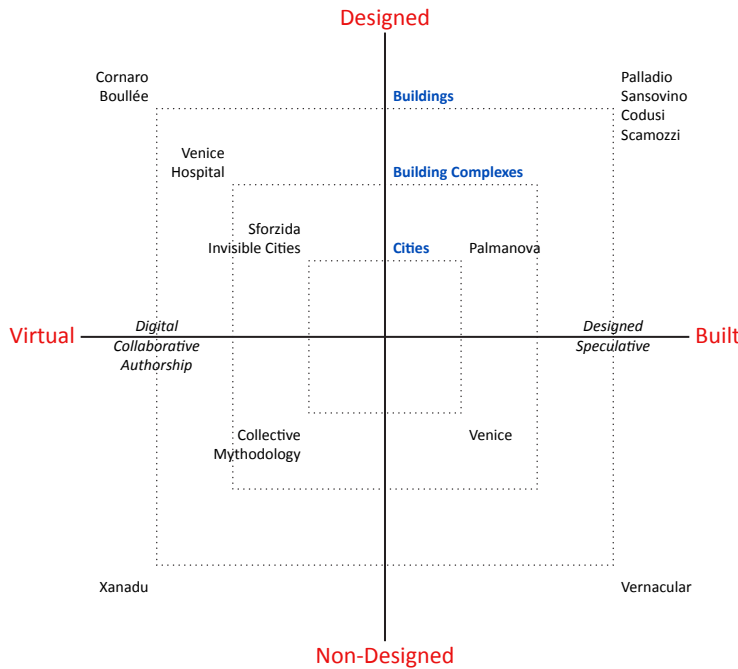 Designed
Cornaro
Boullée
Buildings
Palladio
Sansovino
Codusi
Scamozzi
Venice
Hospital
Building Complexes
Sforzida
Invisible Cities
Cities
Palmanova
Virtual
Digital
Collaborative
Authorship
Designed
Speculative
Built
Collective
Mythodology
Venice
Xanadu
Vernacular
Non-Designed